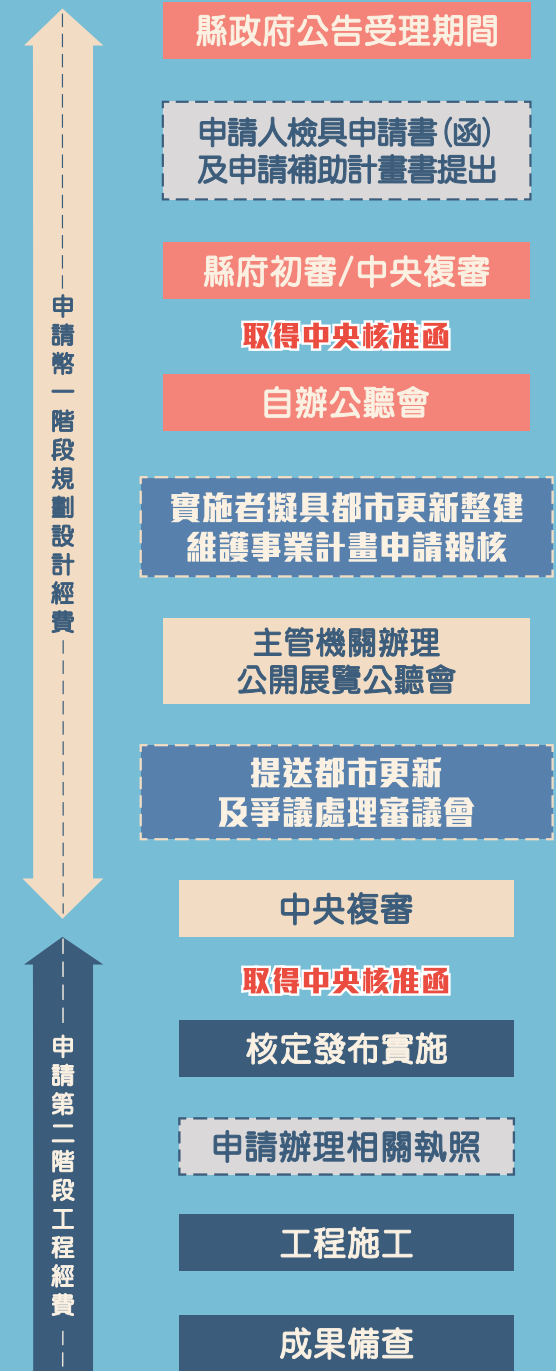 縣政府公告受理期間
申請人檢具申請書(函)
及申請補助計畫書提出
縣府初審/中央複審
取得中央核准函
自辦公聽會
實施者擬具都市更新整建
維護事業計畫申請報核
主管機關辦理
公開展覽公聽會
提送都市更新
及爭議處理審議會
中央複審
取得中央核准函
核定發布實施
申請辦理相關執照
工程施工
成果備查
申請幣一階段規劃設計經費
申請第二階段工程經費